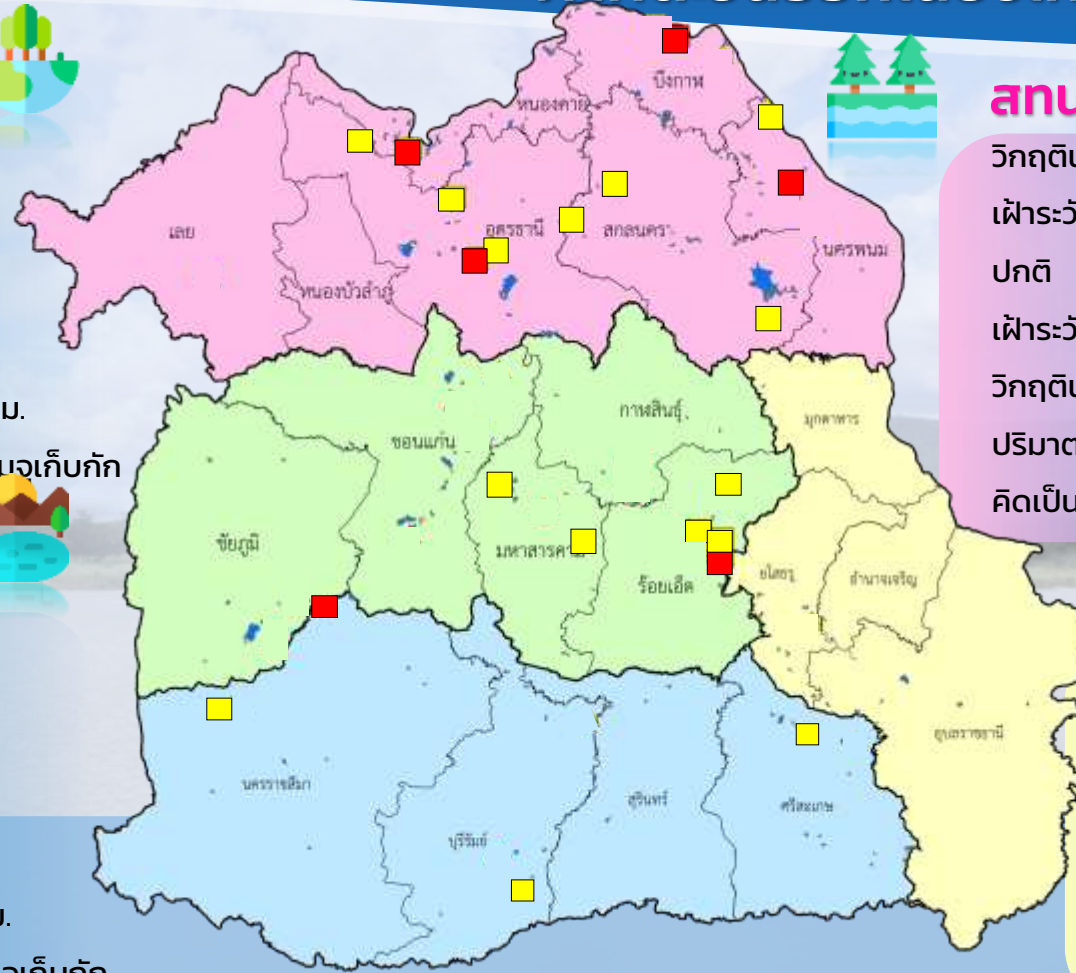 บึงกาฬ
หนองคาย
สทน
วิกฤติน
เฝ้าระวั
เลย
อุดรธานี
สกลนคร
นครพนม
ปกติ
หนองบัวลำภู
เฝ้าระวั
วิกฤติน
ม.
กาฬสินธุ์
มุกดาหาร
ขอนแก่น
ปริมาต
มจุเก็บกัก
คิดเป็น
ชัยภูมิ
มหาสารคาม
ร้อยเอ็ด
ยโสธร
อำนาจเจริญ
อุบลราชธานี
นครราชสีมา
สุรินทร์
ศรีสะเกษ
บุรีรัมย์
ม.